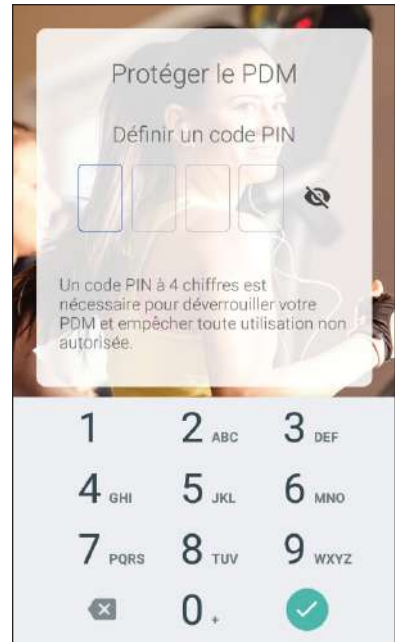 Protéger le PDM
Définir un code PIN
Un code PIN à 4 chiffres est
nécessaire pour déverrouiller votre
PDM et empêcher toute utilisation non
autorisée.
1 2 ABC 3 DEF
4 GHI 5 JKL 6 MNO
7 PQRS 8 TUV 9 WXYZ
0 +